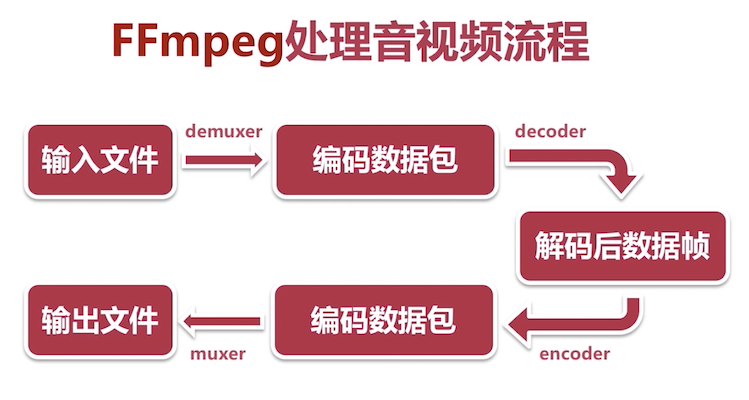 FFmpeg处理音视频流程
demuxer
decoder
输入文件
编码数据包
解码后数据帧
输出文件
编码数据包
muxer
encoder